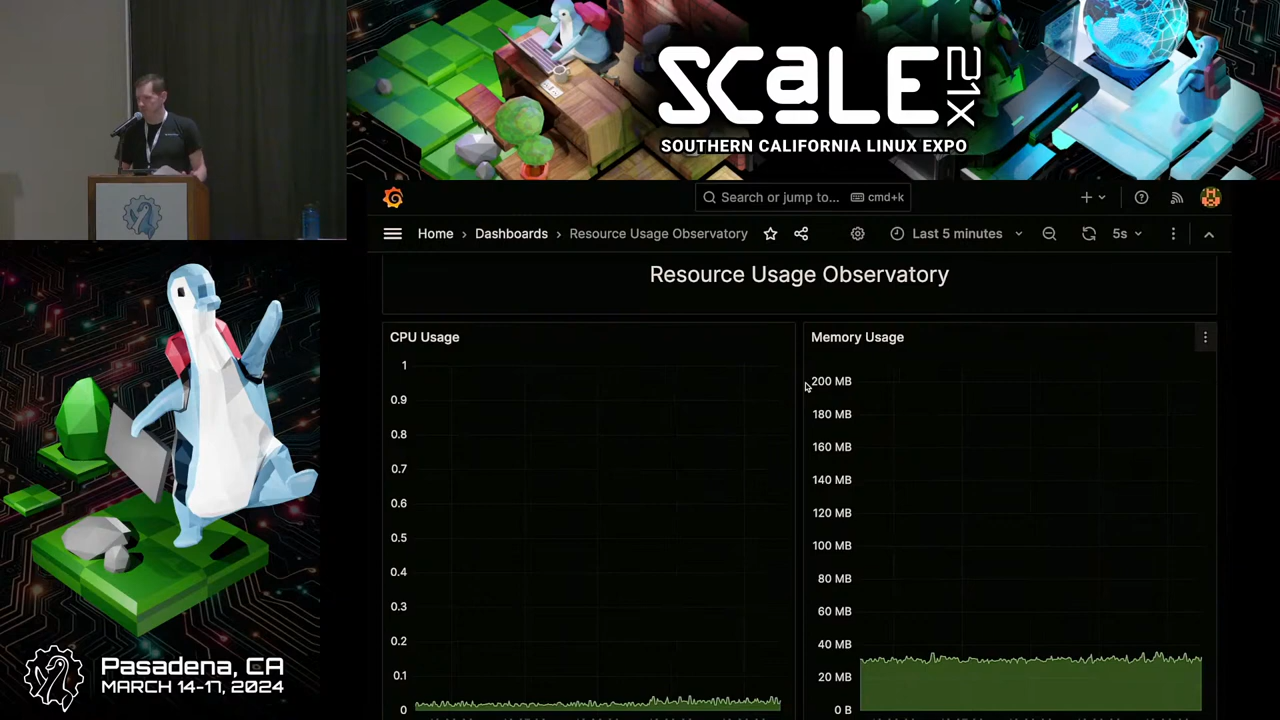 SCaLE 21X
SOUTHERN CALIFORNIA LINUX EXPO
Search or jump to... cmd+k
Home › Dashboards › Resource Usage Observatory
Last 5 minutes
5s
Resource Usage Observatory
CPU Usage
1
0.9
0.8
0.7
0.6
0.5
0.4
0.3
0.2
0.1
0
Memory Usage
200 MB
180 MB
160 MB
140 MB
120 MB
100 MB
80 MB
60 MB
40 MB
20 MB
0 B
Pasadena, CA
MARCH 14-17, 2024